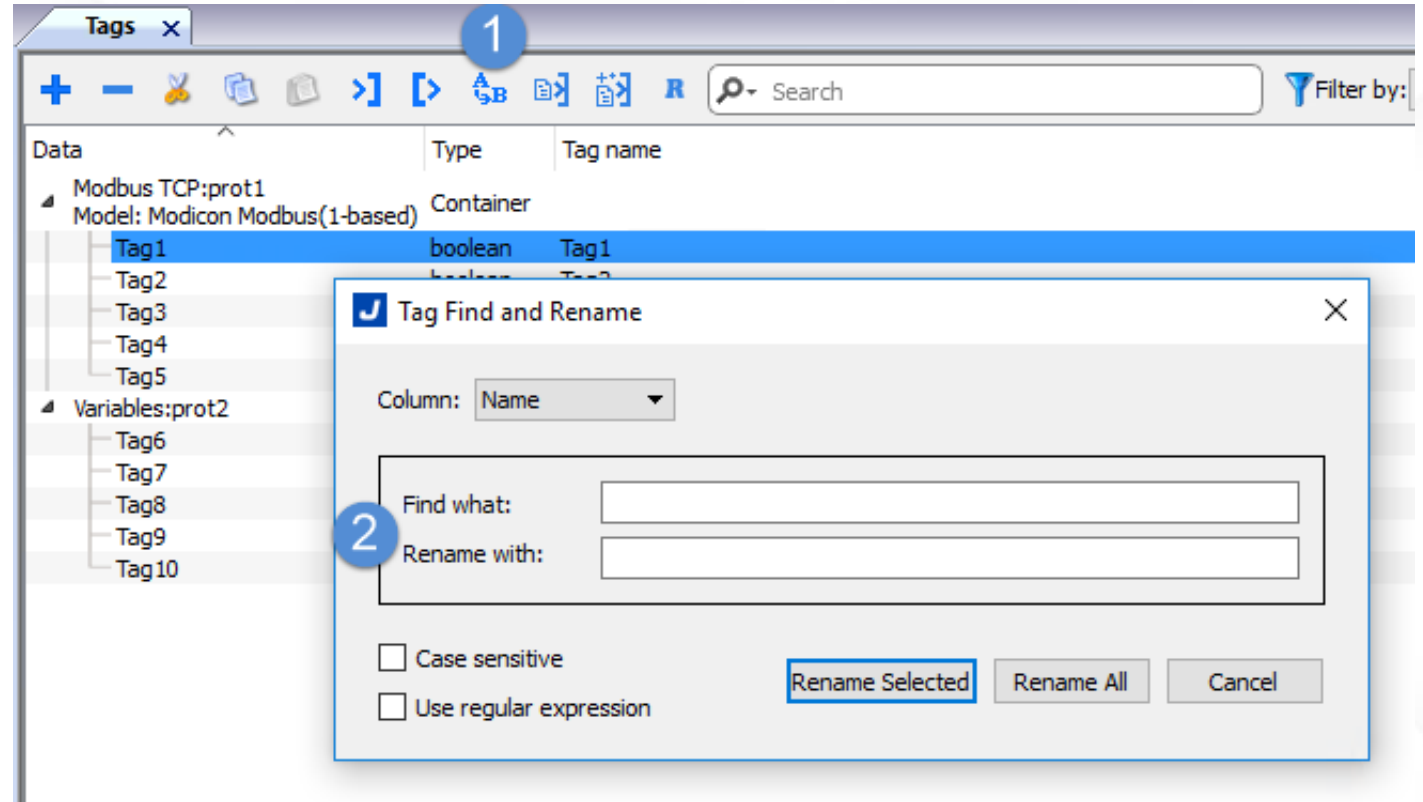 Tags x
1
A B R Search Filter by:
Data Type Tag name
Modbus TCP:prot1
Model: Modicon Modbus(1-based) Container
Tag1 boolean Tag1
Tag2
Tag3
Tag4
Tag5
Variables:prot2
Tag6
Tag7
Tag8
Tag9
Tag10
J Tag Find and Rename
Column: Name
2
Find what:
Rename with:
Case sensitive
Use regular expression
Rename Selected Rename All Cancel